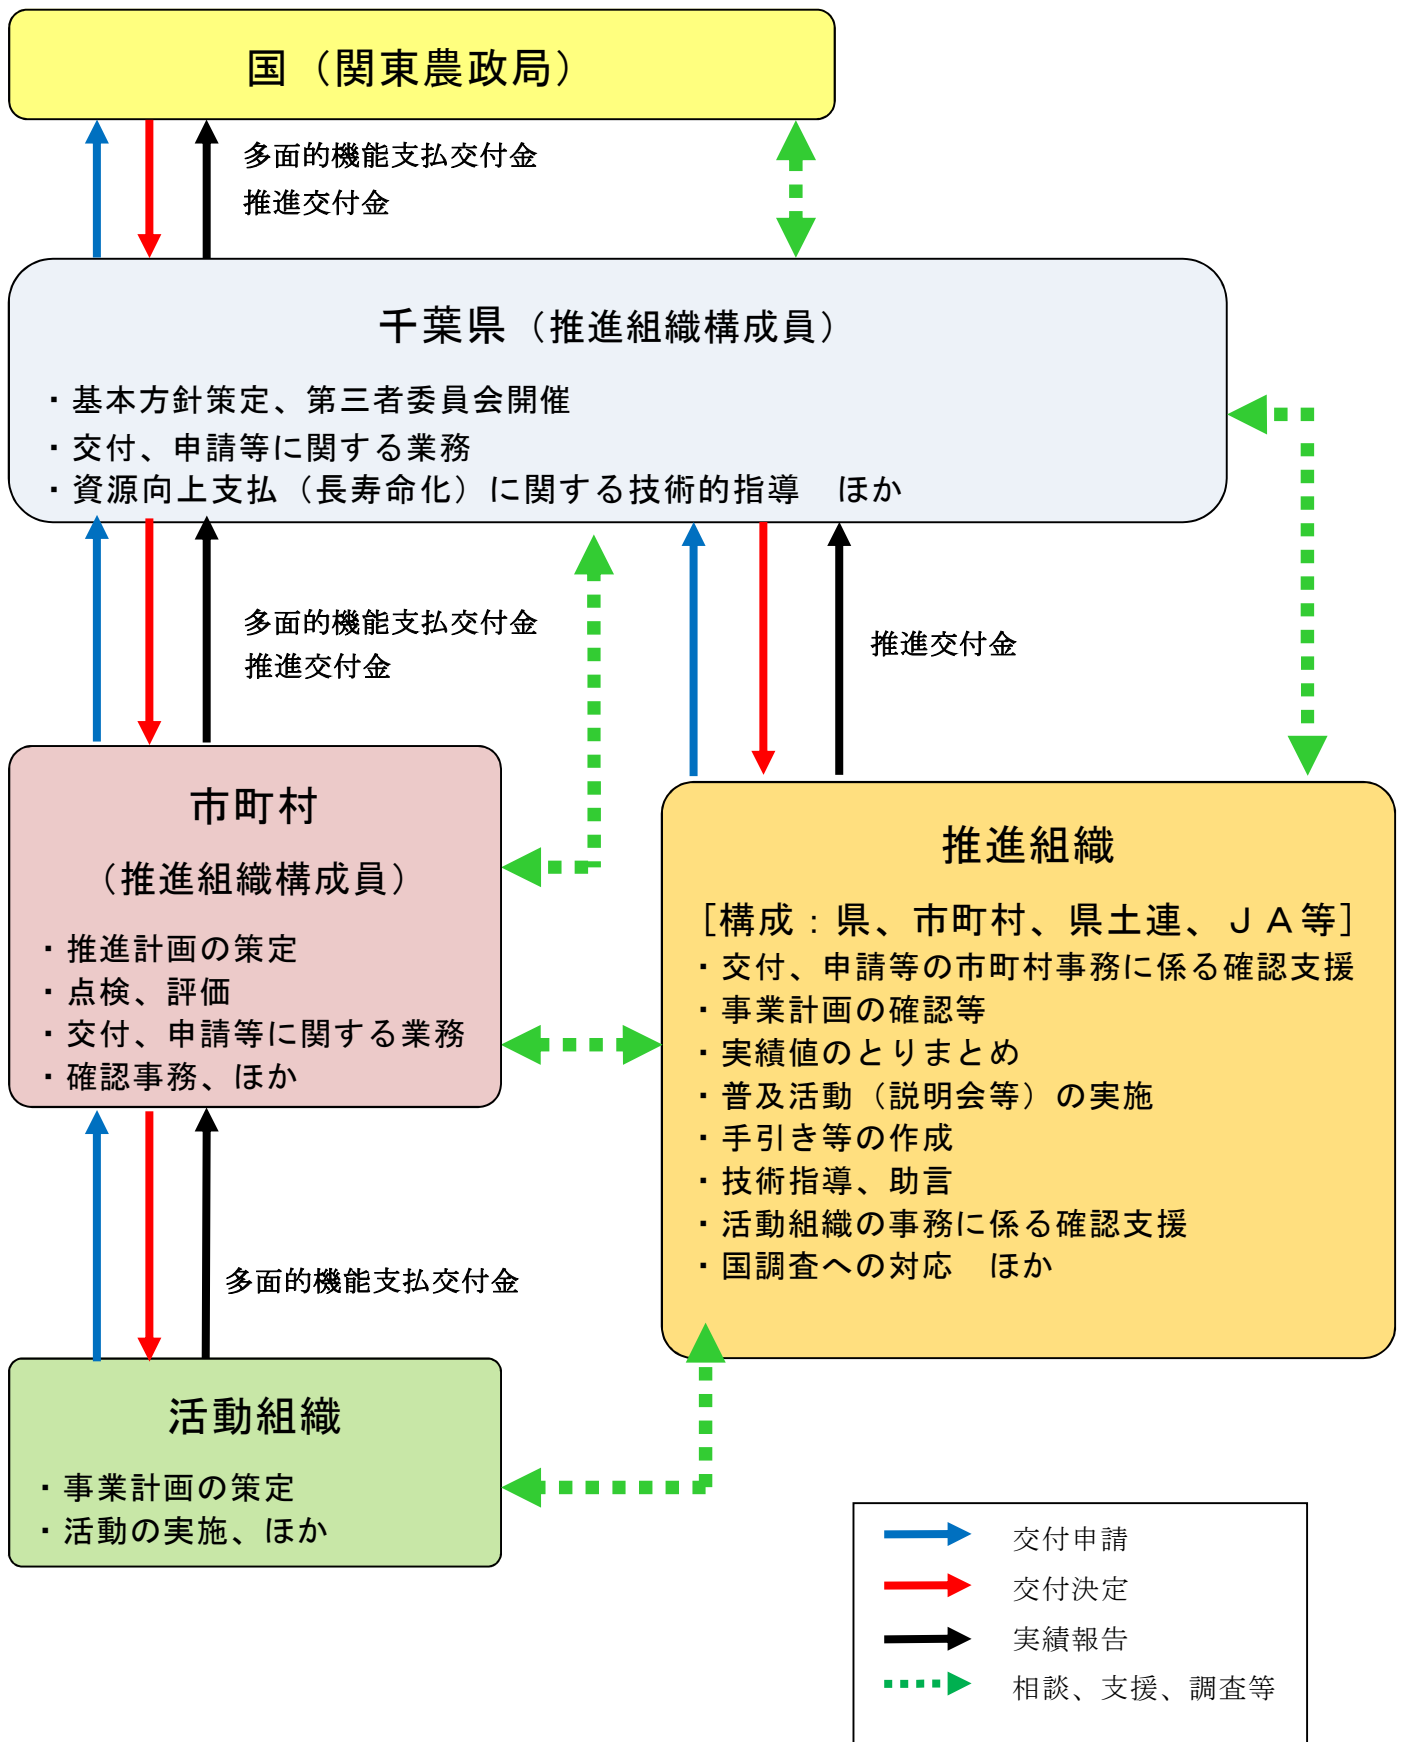 国（関東農政局）
多面的機能支払交付金
推進交付金
千葉県（推進組織構成員）
・基本方針策定、第三者委員会開催
・交付、申請等に関する業務
・資源向上支払（長寿命化）に関する技術的指導　ほか
多面的機能支払交付金
推進交付金
推進交付金
市町村
（推進組織構成員）
・推進計画の策定
・点検、評価
・交付、申請等に関する業務
・確認事務、ほか
推進組織
［構成：県、市町村、県土連、ＪＡ等］
・交付、申請等の市町村事務に係る確認支援
・事業計画の確認等
・実績値のとりまとめ
・普及活動（説明会等）の実施
・手引き等の作成
・技術指導、助言
・活動組織の事務に係る確認支援
・国調査への対応　ほか
多面的機能支払交付金
活動組織
・事業計画の策定
・活動の実施、ほか
交付申請
交付決定
実績報告
相談、支援、調査等